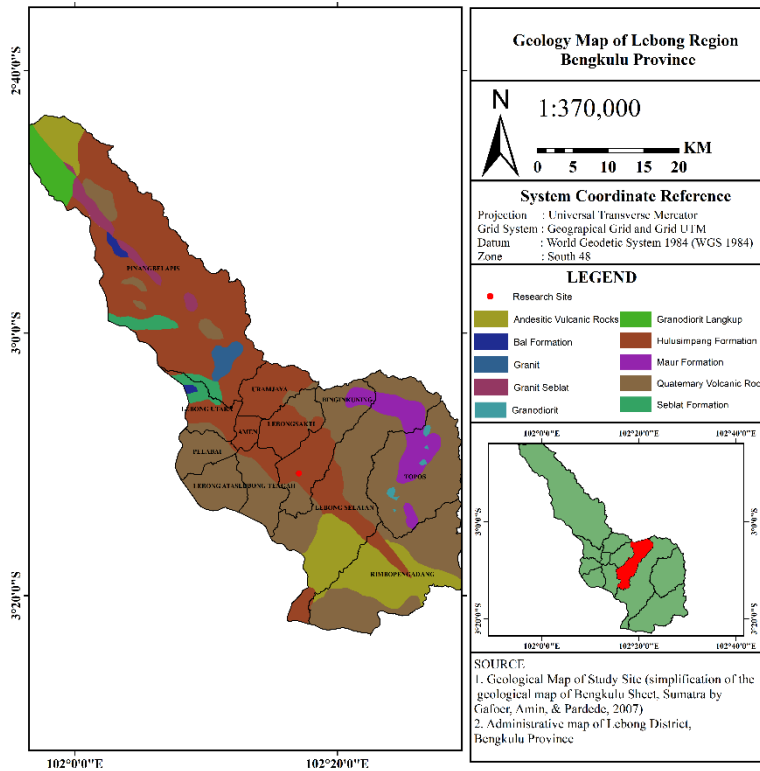 Geology Map of Lebong Region
Bengkulu Province
N
1:370,000
KM
0 5 10 15 20
System Coordinate Reference
Projection : Universal Transverse Mercator
Grid System : Geograpical Grid and Grid UTM
Datum : World Geodetic System 1984 (WGS 1984)
Zone : South 48
LEGEND
Research Site
Andesitic Vulcanic Rocks
Bal Formation
Granit
Granit Seblat
Granodiorit
Granodiorit Langkup
Hulusimpang Formation
Maur Formation
Quaternary Volcanic Roc
Seblat Formation
2°40'0"S
3°0'0"S
3°20'0"S
102°0'0"E
102°20'0"E
PINANGBELAPIS
URAMJAYA
LEBONG UTARA
AMEN
LEBONGSAKTI
BINGINKUNING
PELABAI
LEBONG ATAS
LEBONG TENGAH
TOPOS
LEBONG SELATAN
RIMBOPENGADANG
3°20'0"S
102°0'0"E
102°20'0"E
102°40'0"E
SOURCE
1. Geological Map of Study Site (simplification of the
geological map of Bengkulu Sheet, Sumatra by
Gafoer, Amin, & Pardede, 2007)
2. Administrative map of Lebong District,
Bengkulu Province